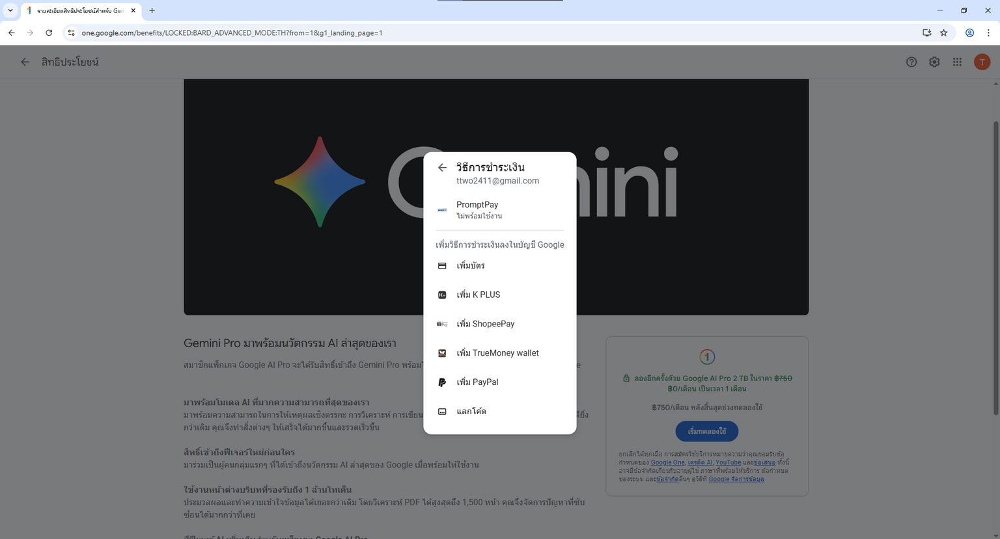 รายละเอียดสิทธิประโยชน์สำหรับ Gem
one.google.com/benefits/LOCKED:BARD_ADVANCED_MODE:TH?from=1&g1_landing_page=1
สิทธิประโยชน์
T
G
ini
วิธีการชำระเงิน
ttwo2411@gmail.com
PromptPay
ไม่พร้อมใช้งาน
เพิ่มวิธีการชำระเงินลงในบัญชี Google
เพิ่มบัตร
เพิ่ม K PLUS
เพิ่ม ShopeePay
เพิ่ม TrueMoney wallet
เพิ่ม PayPal
แลกโค้ด
Gemini Pro มาพร้อมนวัตกรรม AI ล่าสุดของเรา
สมาชิกแพ็กเกจ Google AI Pro จะได้รับสิทธิ์เข้าถึง Gemini Pro พร้อม
มาพร้อมโมเดล AI ที่มากความสามารถที่สุดของเรา
มาพร้อมความสามารถในการให้เหตุผลเชิงตรรกะ การวิเคราะห์ การเขียน
กว่าเดิม คุณจึงทำสิ่งต่างๆ ให้เสร็จได้มากขึ้นและรวดเร็วขึ้น
สิทธิ์เข้าถึงฟีเจอร์ใหม่ก่อนใคร
มาร่วมเป็นผู้คนกลุ่มแรกๆ ที่ได้เข้าถึงนวัตกรรม AI ล่าสุดของ Google เมื่อพร้อมให้ใช้งาน
ใช้งานหน้าต่างบริบทที่รองรับถึง 1 ล้านโทเค็น
ประมวลผลและทำความเข้าใจข้อมูลได้เยอะกว่าเดิม โดยวิเคราะห์ PDF ได้สูงสุดถึง 1,500 หน้า คุณจึงจัดการปัญหาที่ซับ
ซ้อนได้มากกว่าที่เคย
ลองอีกครั้งด้วย Google AI Pro 2 TB ในราคา ฿750
฿0/เดือน เป็นเวลา 1 เดือน
฿750/เดือน หลังสิ้นสุดช่วงทดลองใช้
เริ่มทดลองใช้
ยกเลิกได้ทุกเมื่อ การสมัครใช้บริการหมายความว่าคุณยอมรับข้อ
กำหนดของ Google One, เครดิต AI, YouTube และข้อเสนอ ทั้งนี้
อาจมีข้อจำกัดเกี่ยวกับอายุผู้ใช้ ภาษาที่พร้อมให้บริการ ข้อกำหนด
ของระบบ และข้อจำกัดอื่นๆ ดูวิธีที่ Google จัดการข้อมูล